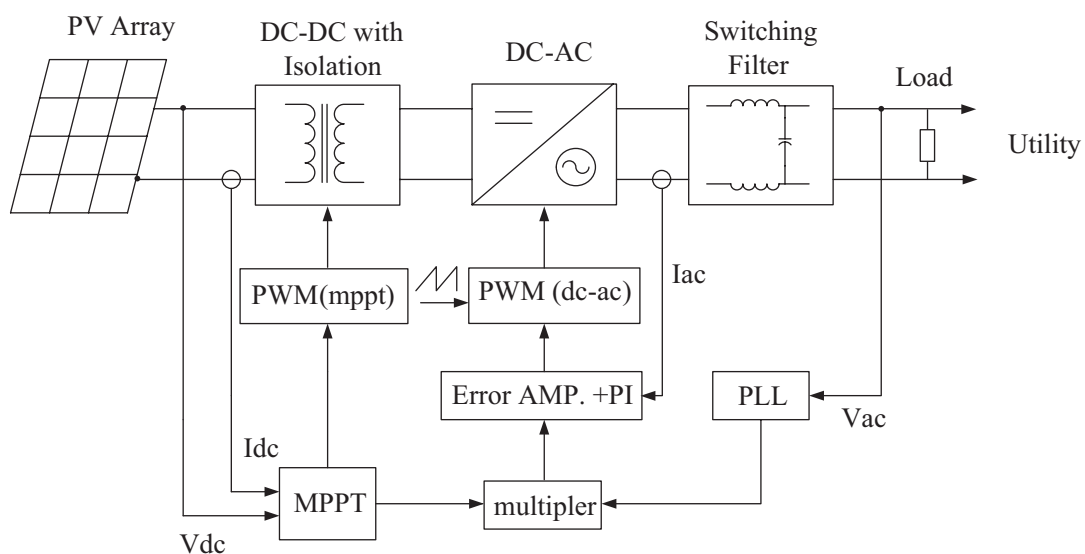 PV Array
DC-DC with
Isolation
DC-AC
Switching
Filter
Load
Utility
PWM(mppt)
PWM (dc-ac)
Iac
Error AMP. +PI
PLL
Vac
Idc
MPPT
multipler
Vdc